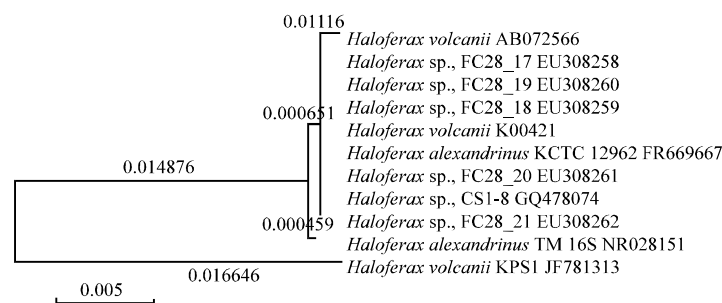 0.01116
Haloferax volcanii AB072566
Haloferax sp., FC28_17 EU308258
Haloferax sp., FC28_19 EU308260
Haloferax sp., FC28_18 EU308259
0.000651
Haloferax volcanii K00421
Haloferax alexandrinus KCTC 12962 FR669667
0.014876
Haloferax sp., FC28_20 EU308261
Haloferax sp., CS1-8 GQ478074
0.000459
Haloferax sp., FC28_21 EU308262
Haloferax alexandrinus TM 16S NR028151
Haloferax volcanii KPS1 JF781313
0.016646
0.005